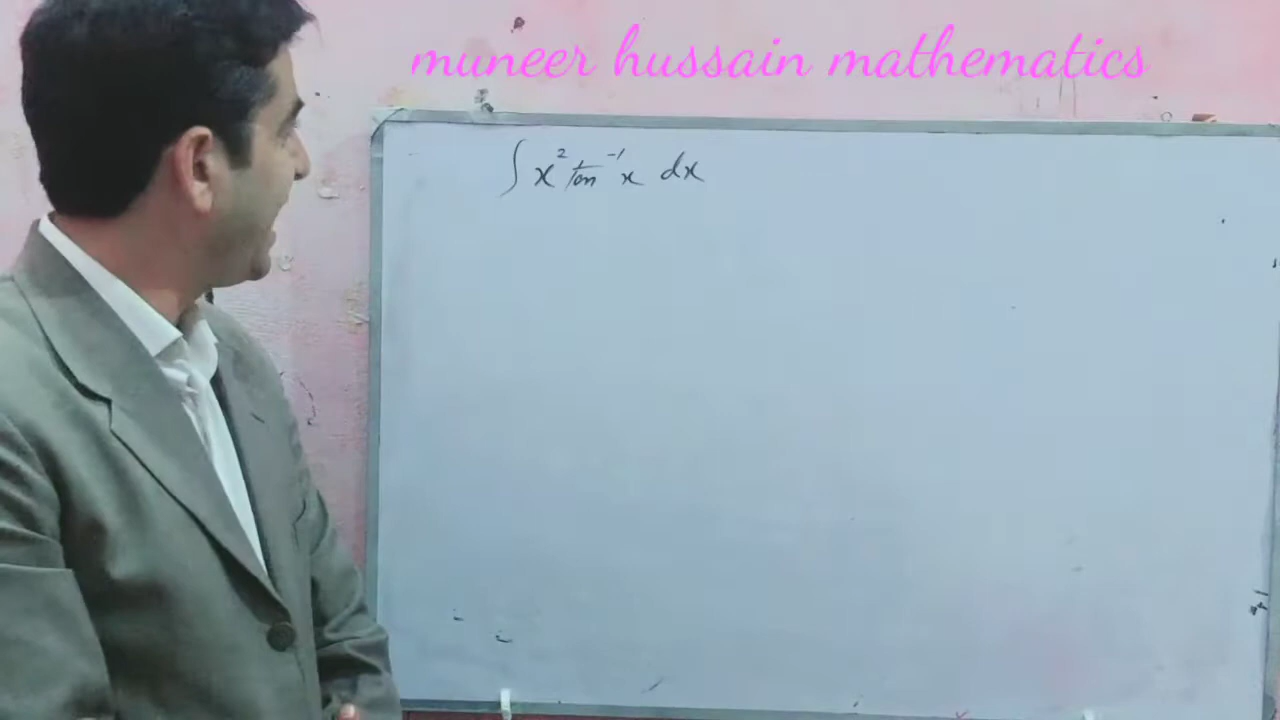 muneer hussain mathematics
∫ x² tan⁻¹x dx